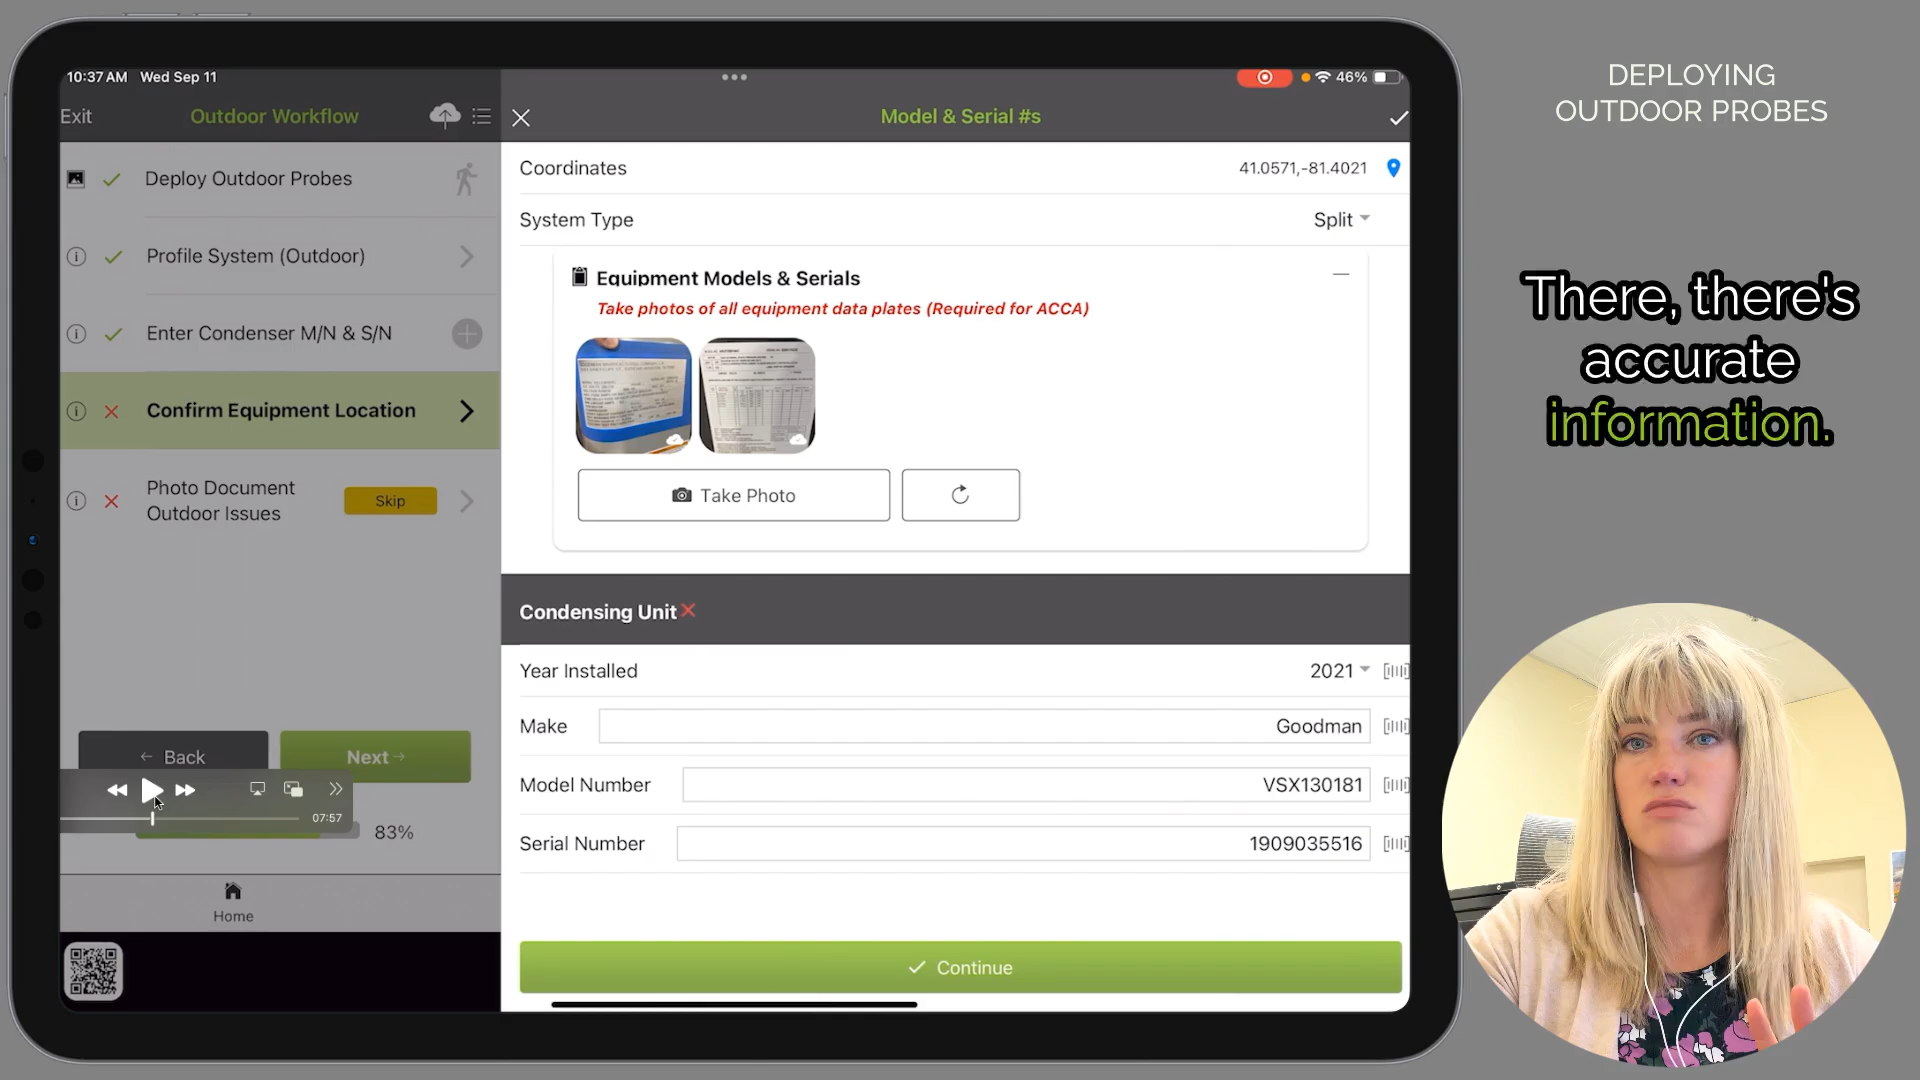 10:37 AM Wed Sep 11
46%
Exit
Outdoor Workflow
Deploy Outdoor Probes
Profile System (Outdoor)
Enter Condenser M/N & S/N
Confirm Equipment Location
Photo Document
Outdoor Issues
Skip
← Back
Next →
07:57
83%
Home
Model & Serial #s
Coordinates
41.0571,-81.4021
System Type
Split
Equipment Models & Serials
Take photos of all equipment data plates (Required for ACCA)
Take Photo
Condensing Unit
Year Installed
2021
Make
Goodman
Model Number
VSX130181
Serial Number
1909035516
Continue
DEPLOYING
OUTDOOR PROBES
There, there's
accurate
information.